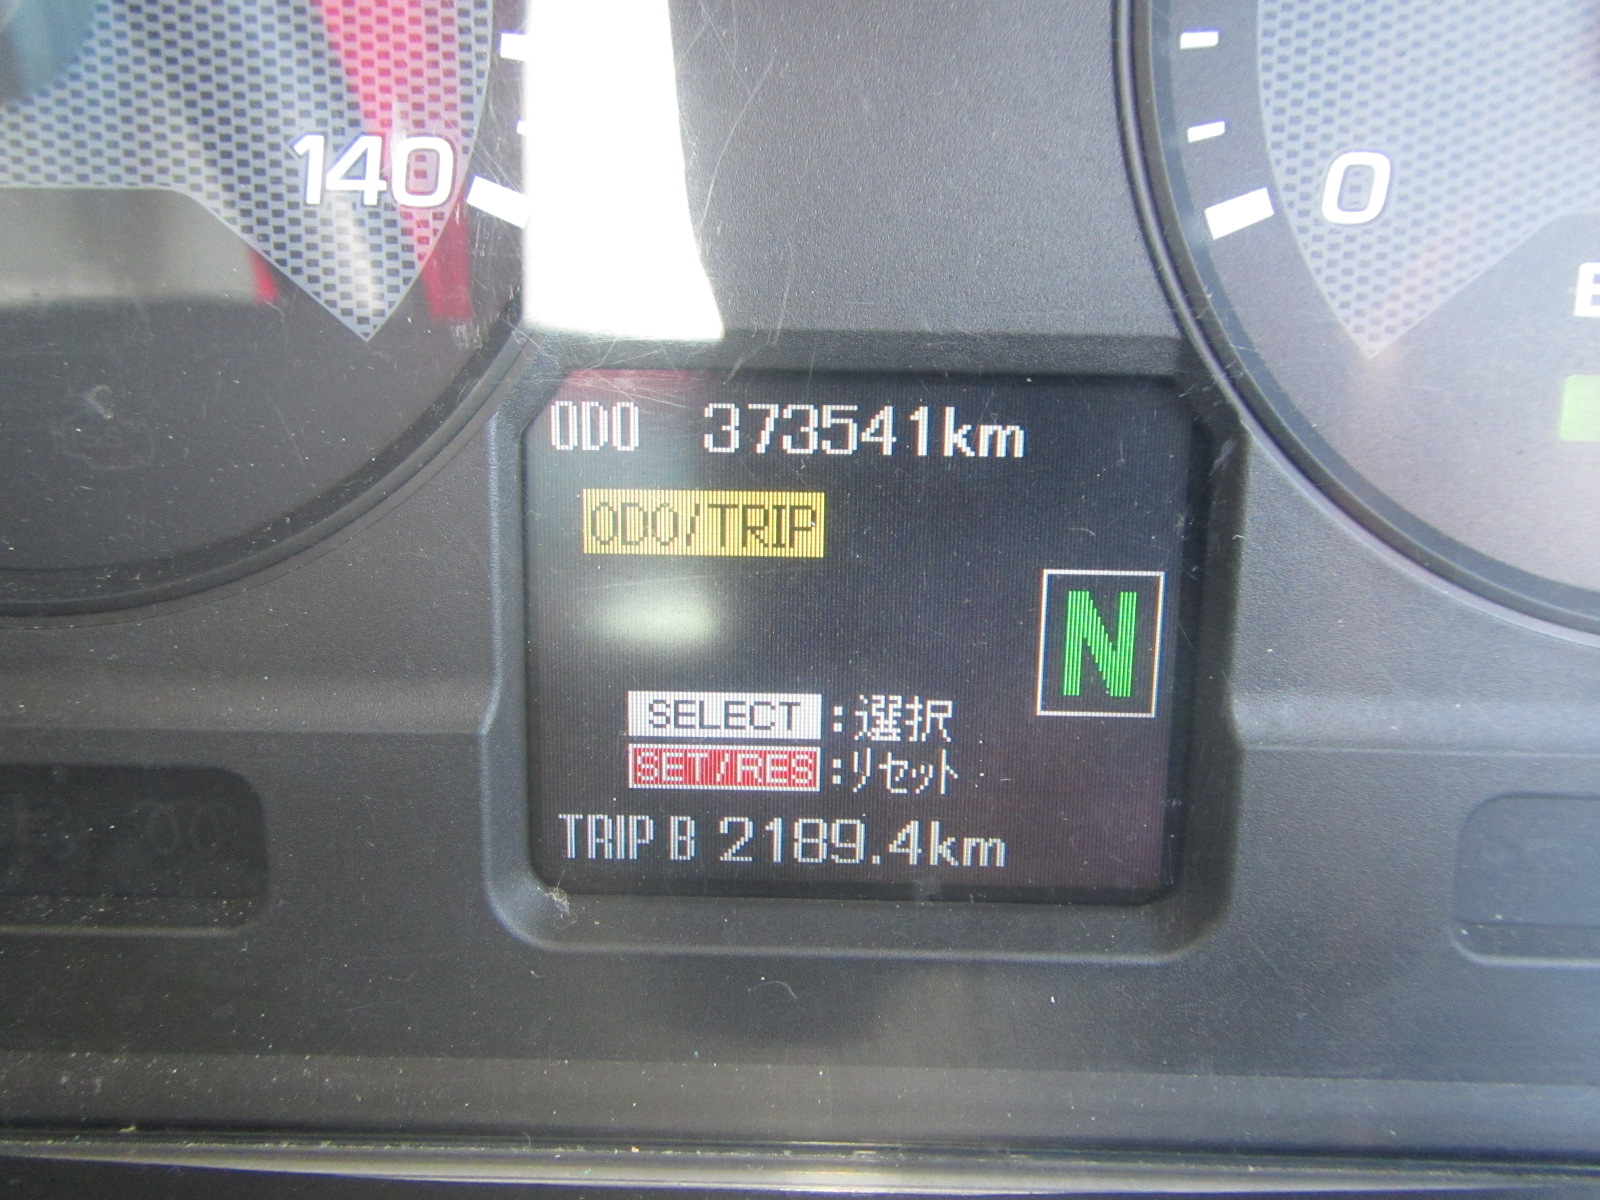 140
0
ODO 373541km
ODO/TRIP
N
SELECT :選択
SET/RES :リセット
TRIP B 2189.4km